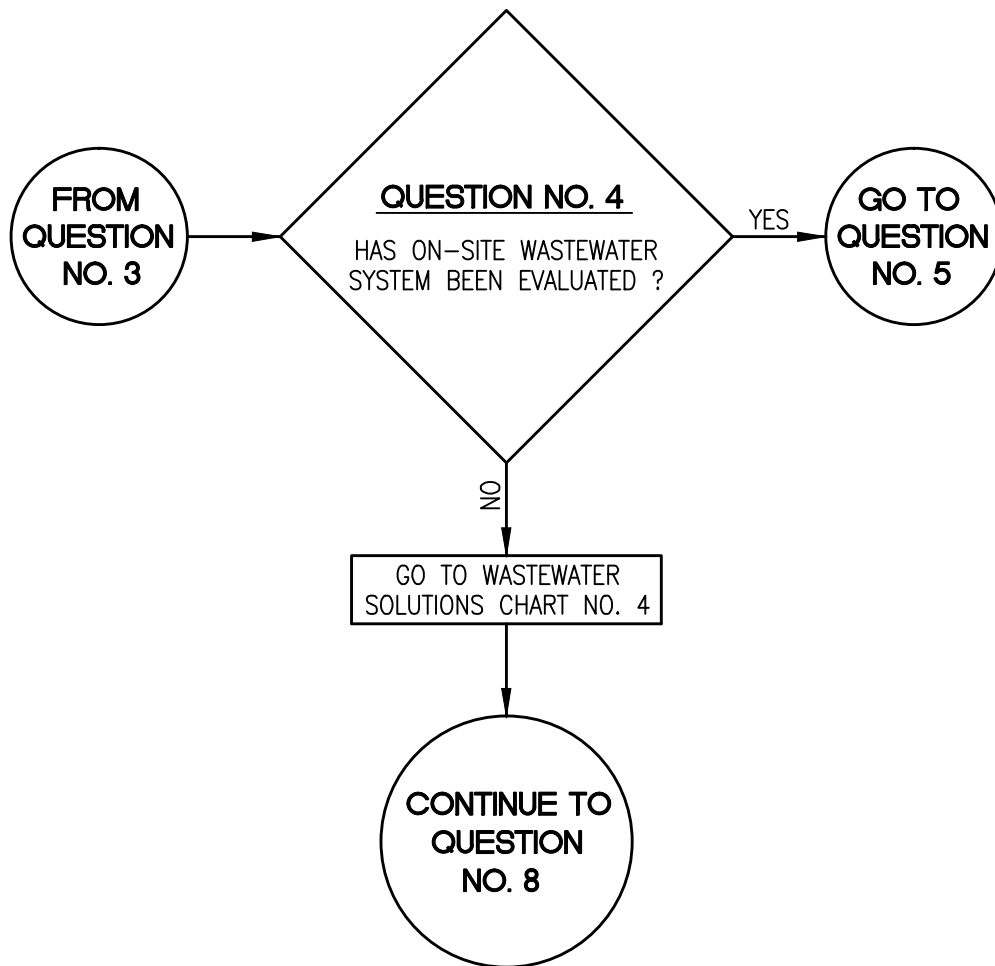 FROM
QUESTION
NO. 3
QUESTION NO. 4
HAS ON-SITE WASTEWATER
SYSTEM BEEN EVALUATED ?
YES
GO TO
QUESTION
NO. 5
NO
GO TO WASTEWATER
SOLUTIONS CHART NO. 4
CONTINUE TO
QUESTION
NO. 8